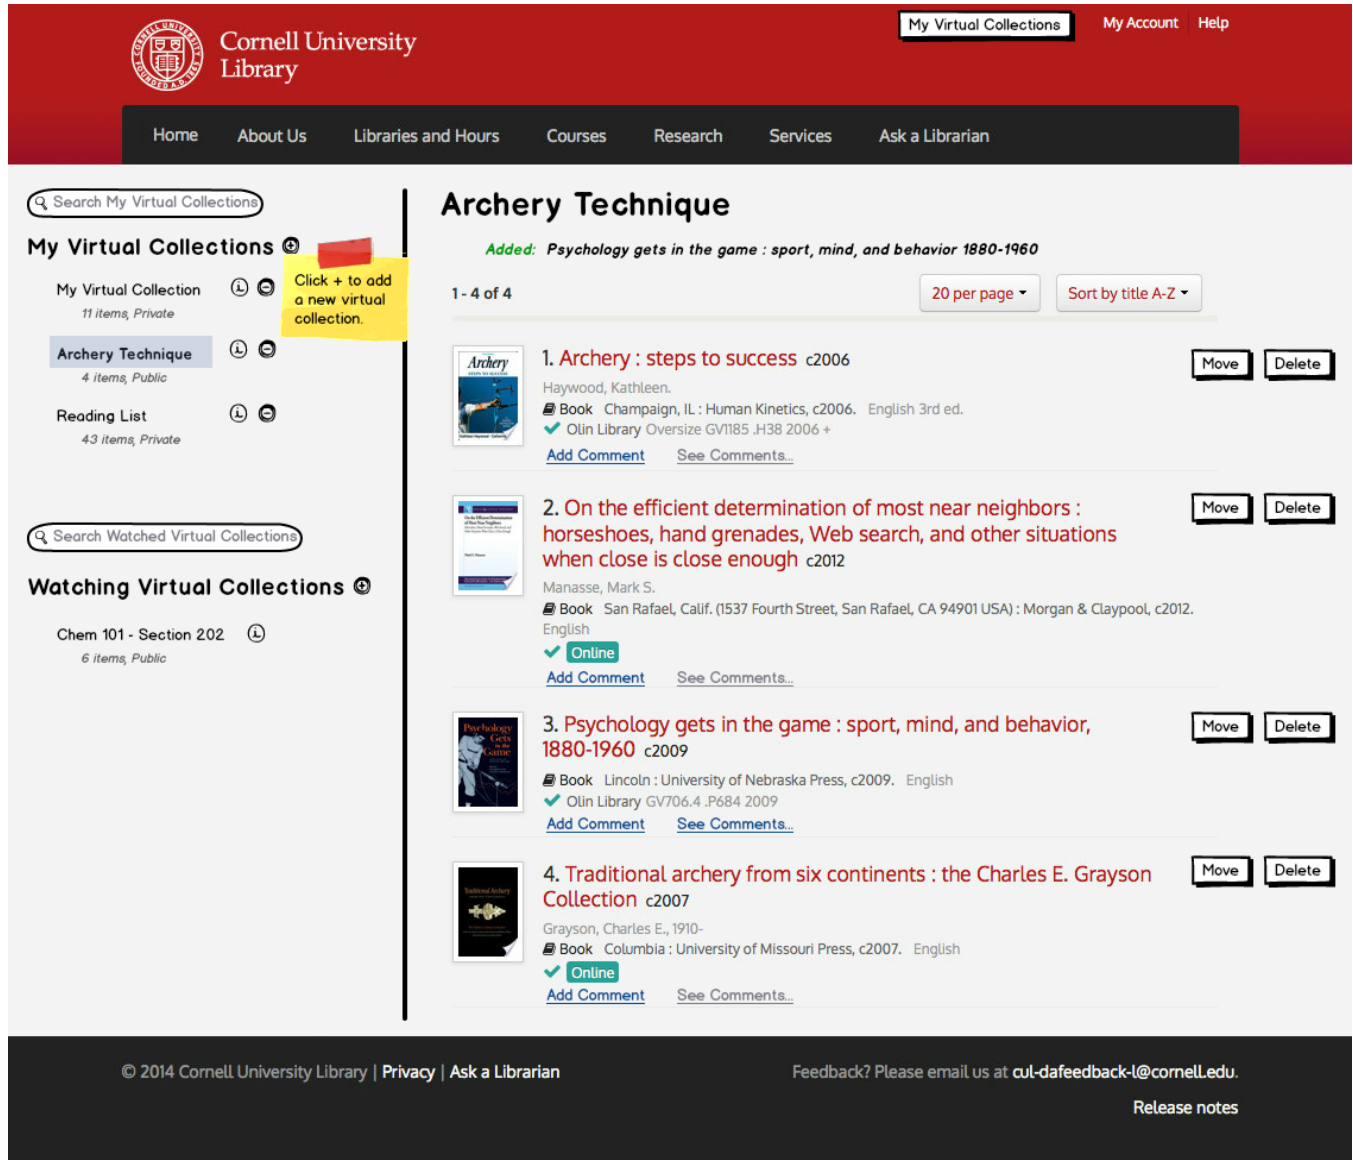 Cornell University
Library
My Virtual Collections
My Account
Help
Home
About Us
Libraries and Hours
Courses
Research
Services
Ask a Librarian
Search My Virtual Collections
My Virtual Collections
My Virtual Collection
11 items, Private
Archery Technique
4 items, Public
Reading List
43 items, Private
Click + to add
a new virtual
collection.
Search Watched Virtual Collections
Watching Virtual Collections
Chem 101 - Section 202
6 items, Public
Archery Technique
Added: Psychology gets in the game : sport, mind, and behavior 1880-1960
1 - 4 of 4
20 per page
Sort by title A-Z
Archery
STEPS TO SUCCESS
1. Archery : steps to success c2006
Move
Delete
Haywood, Kathleen.
Book Champaign, IL : Human Kinetics, c2006. English 3rd ed.
Olin Library Oversize GV1185 .H38 2006 +
Add Comment See Comments...
2. On the efficient determination of most near neighbors :
horseshoes, hand grenades, Web search, and other situations
when close is close enough c2012
Move
Delete
Manasse, Mark S.
Book San Rafael, Calif. (1537 Fourth Street, San Rafael, CA 94901 USA) : Morgan & Claypool, c2012.
English
Online
Add Comment See Comments...
Psychology
Gets
in the
Game
3. Psychology gets in the game : sport, mind, and behavior,
1880-1960 c2009
Move
Delete
Book Lincoln : University of Nebraska Press, c2009. English
Olin Library GV706.4 .P684 2009
Add Comment See Comments...
Traditional Archery
4. Traditional archery from six continents : the Charles E. Grayson
Collection c2007
Move
Delete
Grayson, Charles E., 1910-
Book Columbia : University of Missouri Press, c2007. English
Online
Add Comment See Comments...
© 2014 Cornell University Library | Privacy | Ask a Librarian
Feedback? Please email us at cul-dafeedback-l@cornell.edu.
Release notes